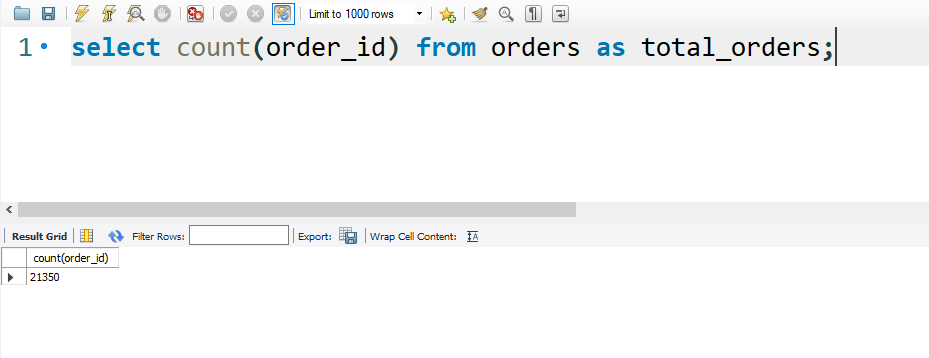 Limit to 1000 rows
1 select count(order_id) from orders as total_orders;
Result Grid Filter Rows: Export: Wrap Cell Content:
count(order_id)
21350